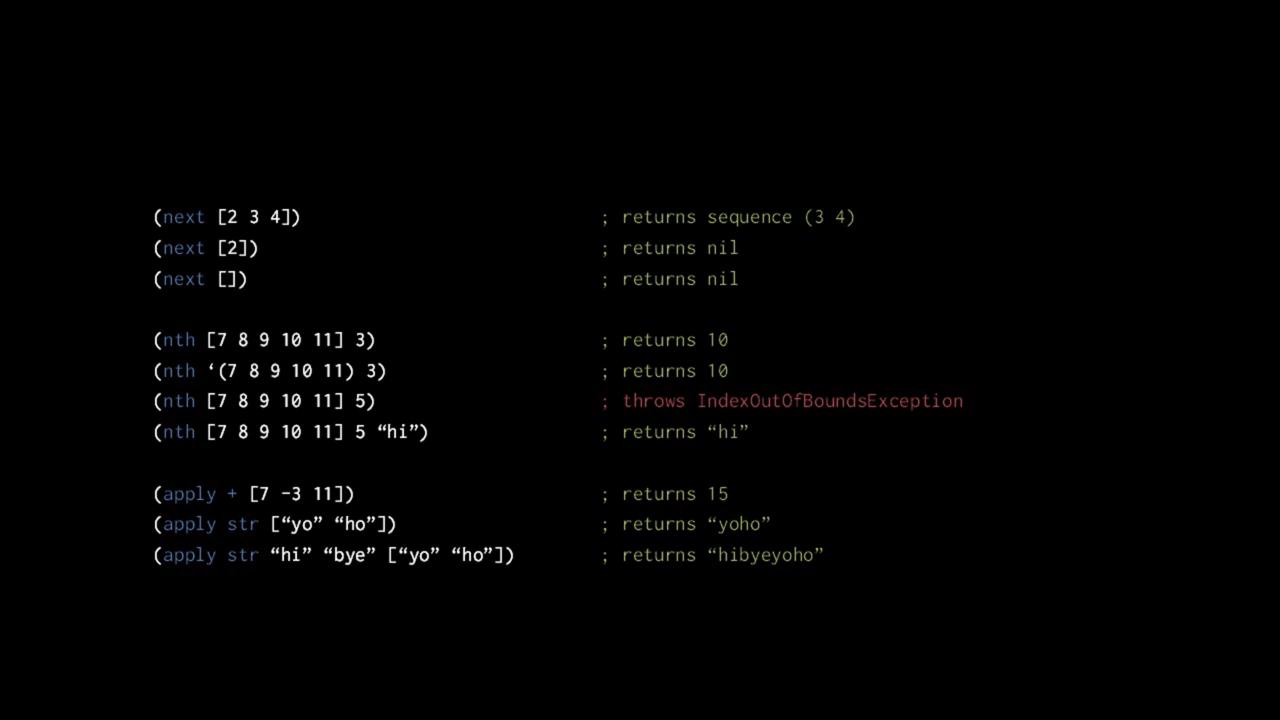 (next [2 3 4]) ; returns sequence (3 4)
(next [2]) ; returns nil
(next []) ; returns nil
(nth [7 8 9 10 11] 3) ; returns 10
(nth ‘(7 8 9 10 11) 3) ; returns 10
(nth [7 8 9 10 11] 5) ; throws IndexOutOfBoundsException
(nth [7 8 9 10 11] 5 “hi”) ; returns “hi”
(apply + [7 -3 11]) ; returns 15
(apply str [“yo” “ho”]) ; returns “yoho”
(apply str “hi” “bye” [“yo” “ho”]) ; returns “hibyeyoho”